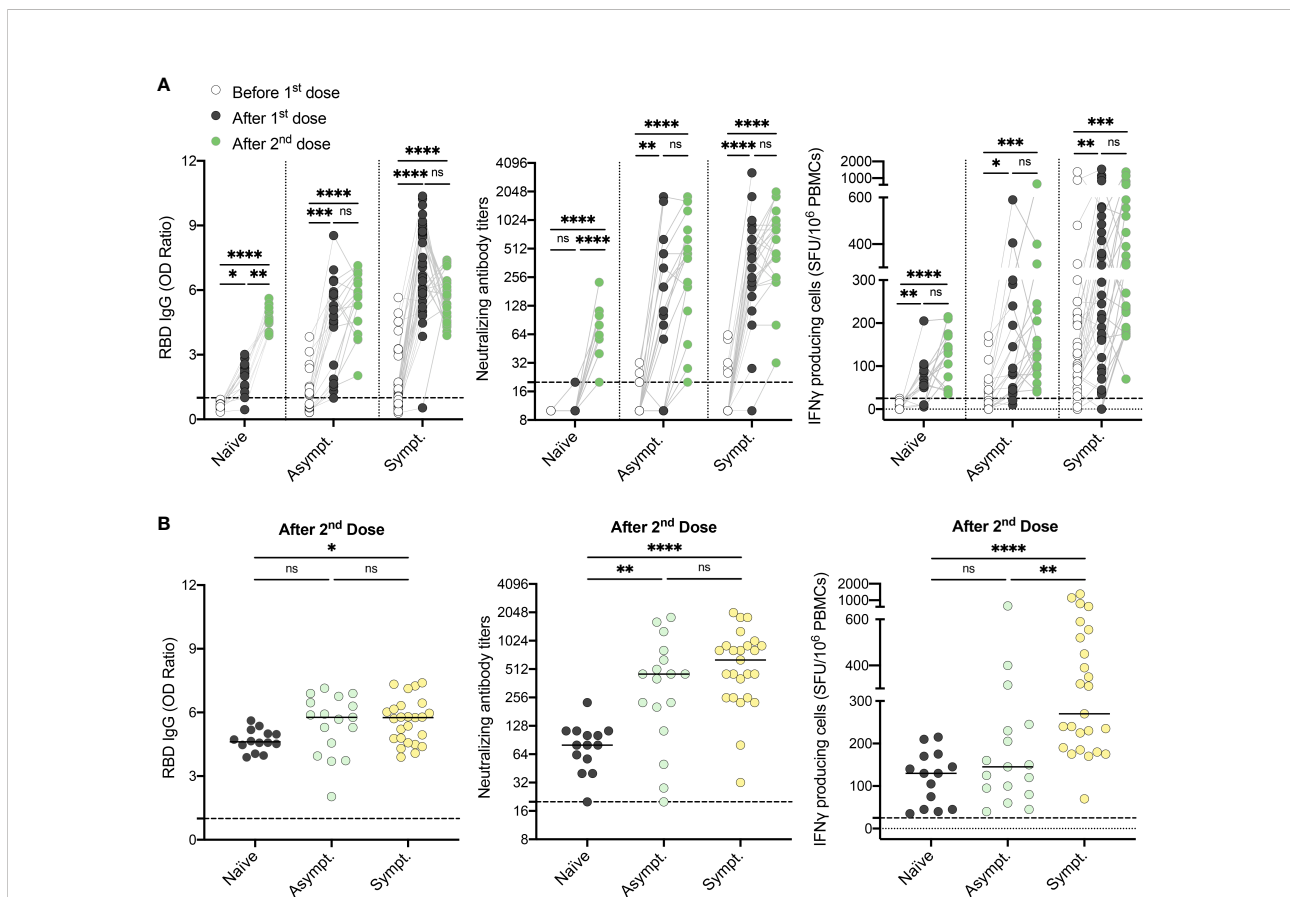 A
Before 1st dose
After 1st dose
After 2nd dose
RBD IgG (OD Ratio)
12
9
6
3
0
****
* **
****
*** ns
****
**** ns
Naïve Asympt. Sympt.
Neutralizing antibody titers
4096
2048
1024
512
256
128
64
32
16
8
****
ns ****
****
** ns
****
**** ns
Naïve Asympt. Sympt.
IFNγ producing cells (SFU/10⁶ PBMCs)
2000
1000
600
400
300
200
100
0
****
** ns
***
* ns
***
** ns
Naïve Asympt. Sympt.
B
After 2nd Dose
*
ns ns
RBD IgG (OD Ratio)
12
9
6
3
0
Naïve Asympt. Sympt.
After 2nd Dose
****
** ns
Neutralizing antibody titers
4096
2048
1024
512
256
128
64
32
16
8
Naïve Asympt. Sympt.
After 2nd Dose
****
ns **
IFNγ producing cells (SFU/10⁶ PBMCs)
2000
1000
600
400
300
200
100
0
Naïve Asympt. Sympt.